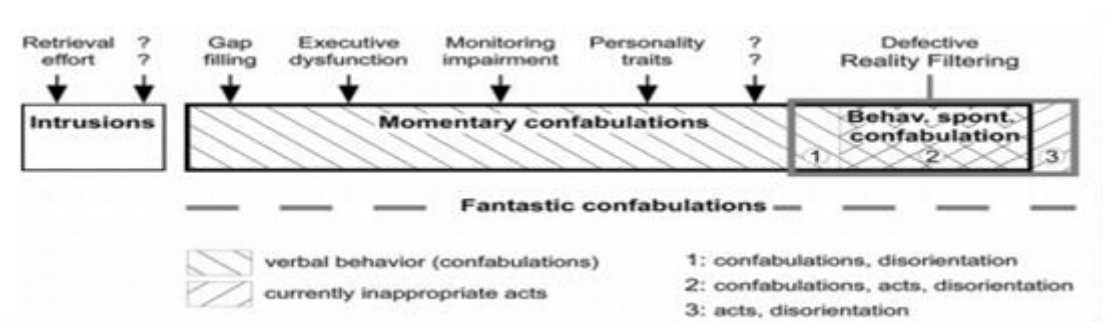 Retrieval ? Gap Executive Monitoring Personality ? Defective
effort ? filling dysfunction impairment traits ? Reality Filtering
Intrusions Momentary confabulations Behav. spont.
confabulation
1 2 3
Fantastic confabulations
verbal behavior (confabulations) 1: confabulations, disorientation
currently inappropriate acts 2: confabulations, acts, disorientation
3: acts, disorientation